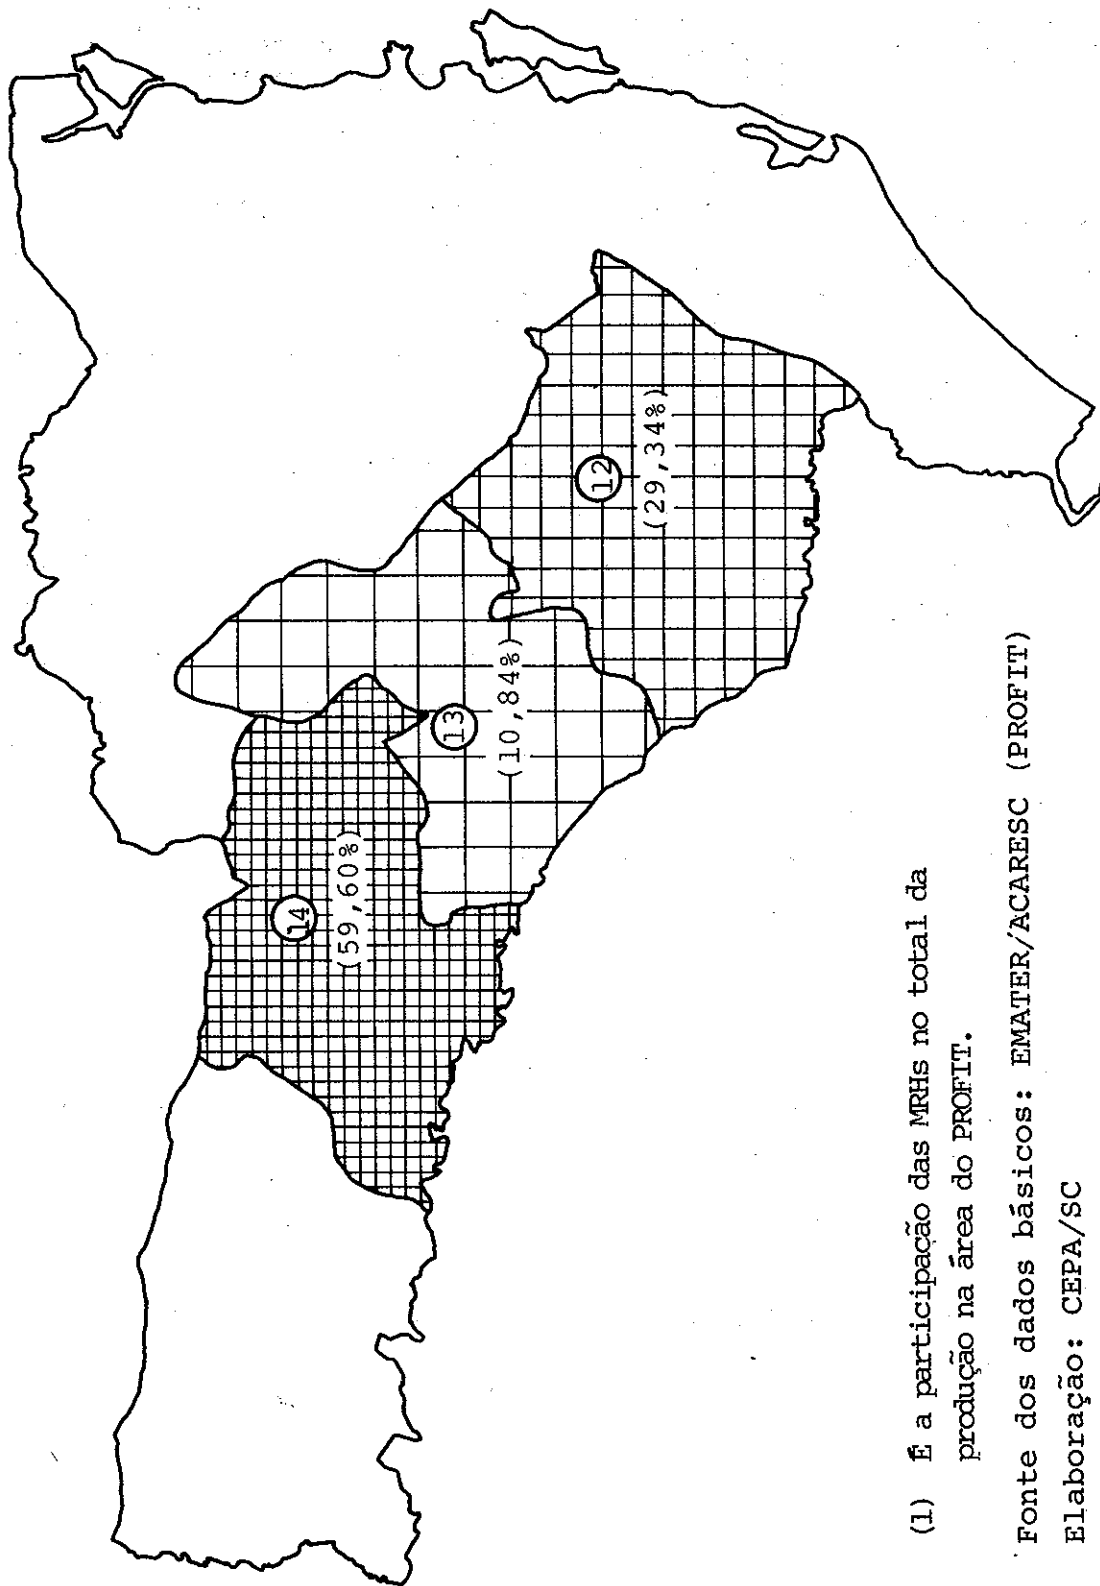 14
(59,60%)
13
(10,84%)
12
(29,34%)
(1) É a participação das MRHs no total da
produção na área do PROFIT.
Fonte dos dados básicos: EMATER/ACARESC (PROFIT)
Elaboração: CEPA/SC